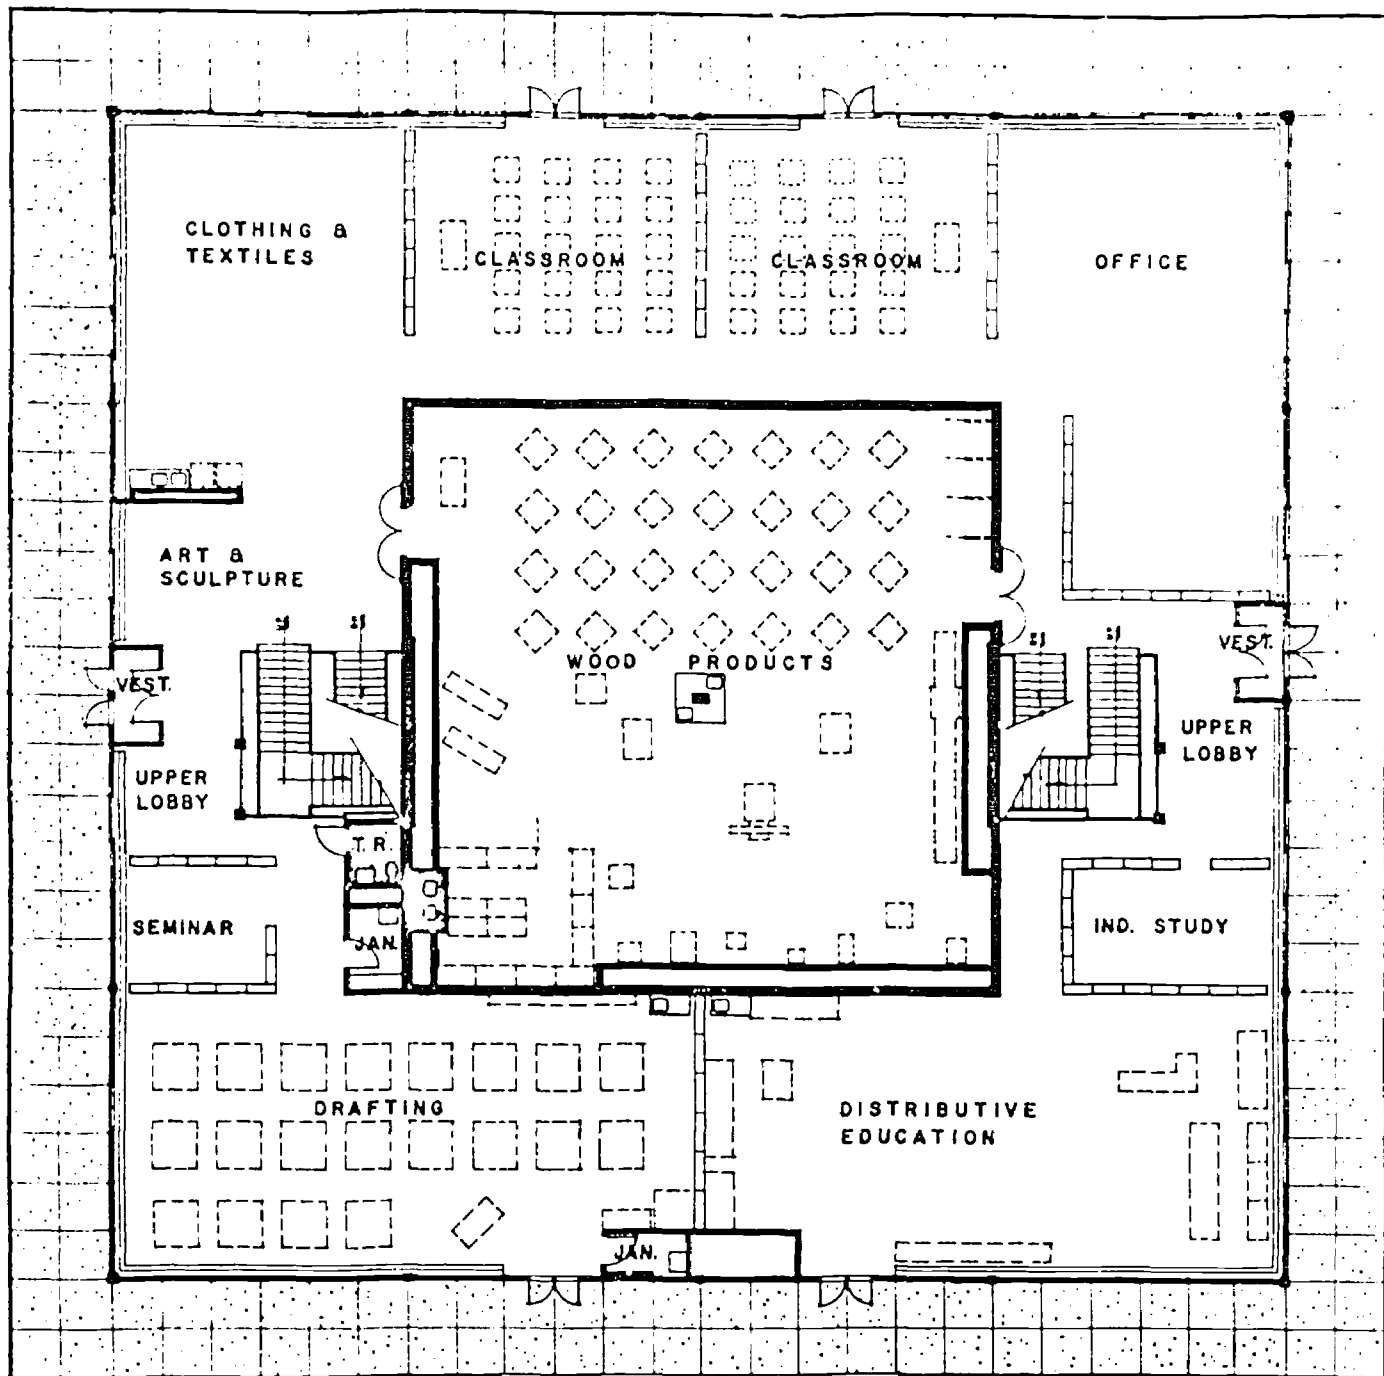 CLOTHING &
TEXTILES
CLASSROOM
CLASSROOM
OFFICE
ART &
SCULPTURE
WOOD PRODUCTS
VEST.
VEST.
UPPER
LOBBY
UPPER
LOBBY
T. R.
SEMINAR
JAN.
IND. STUDY
DRAFTING
DISTRIBUTIVE
EDUCATION
JAN.